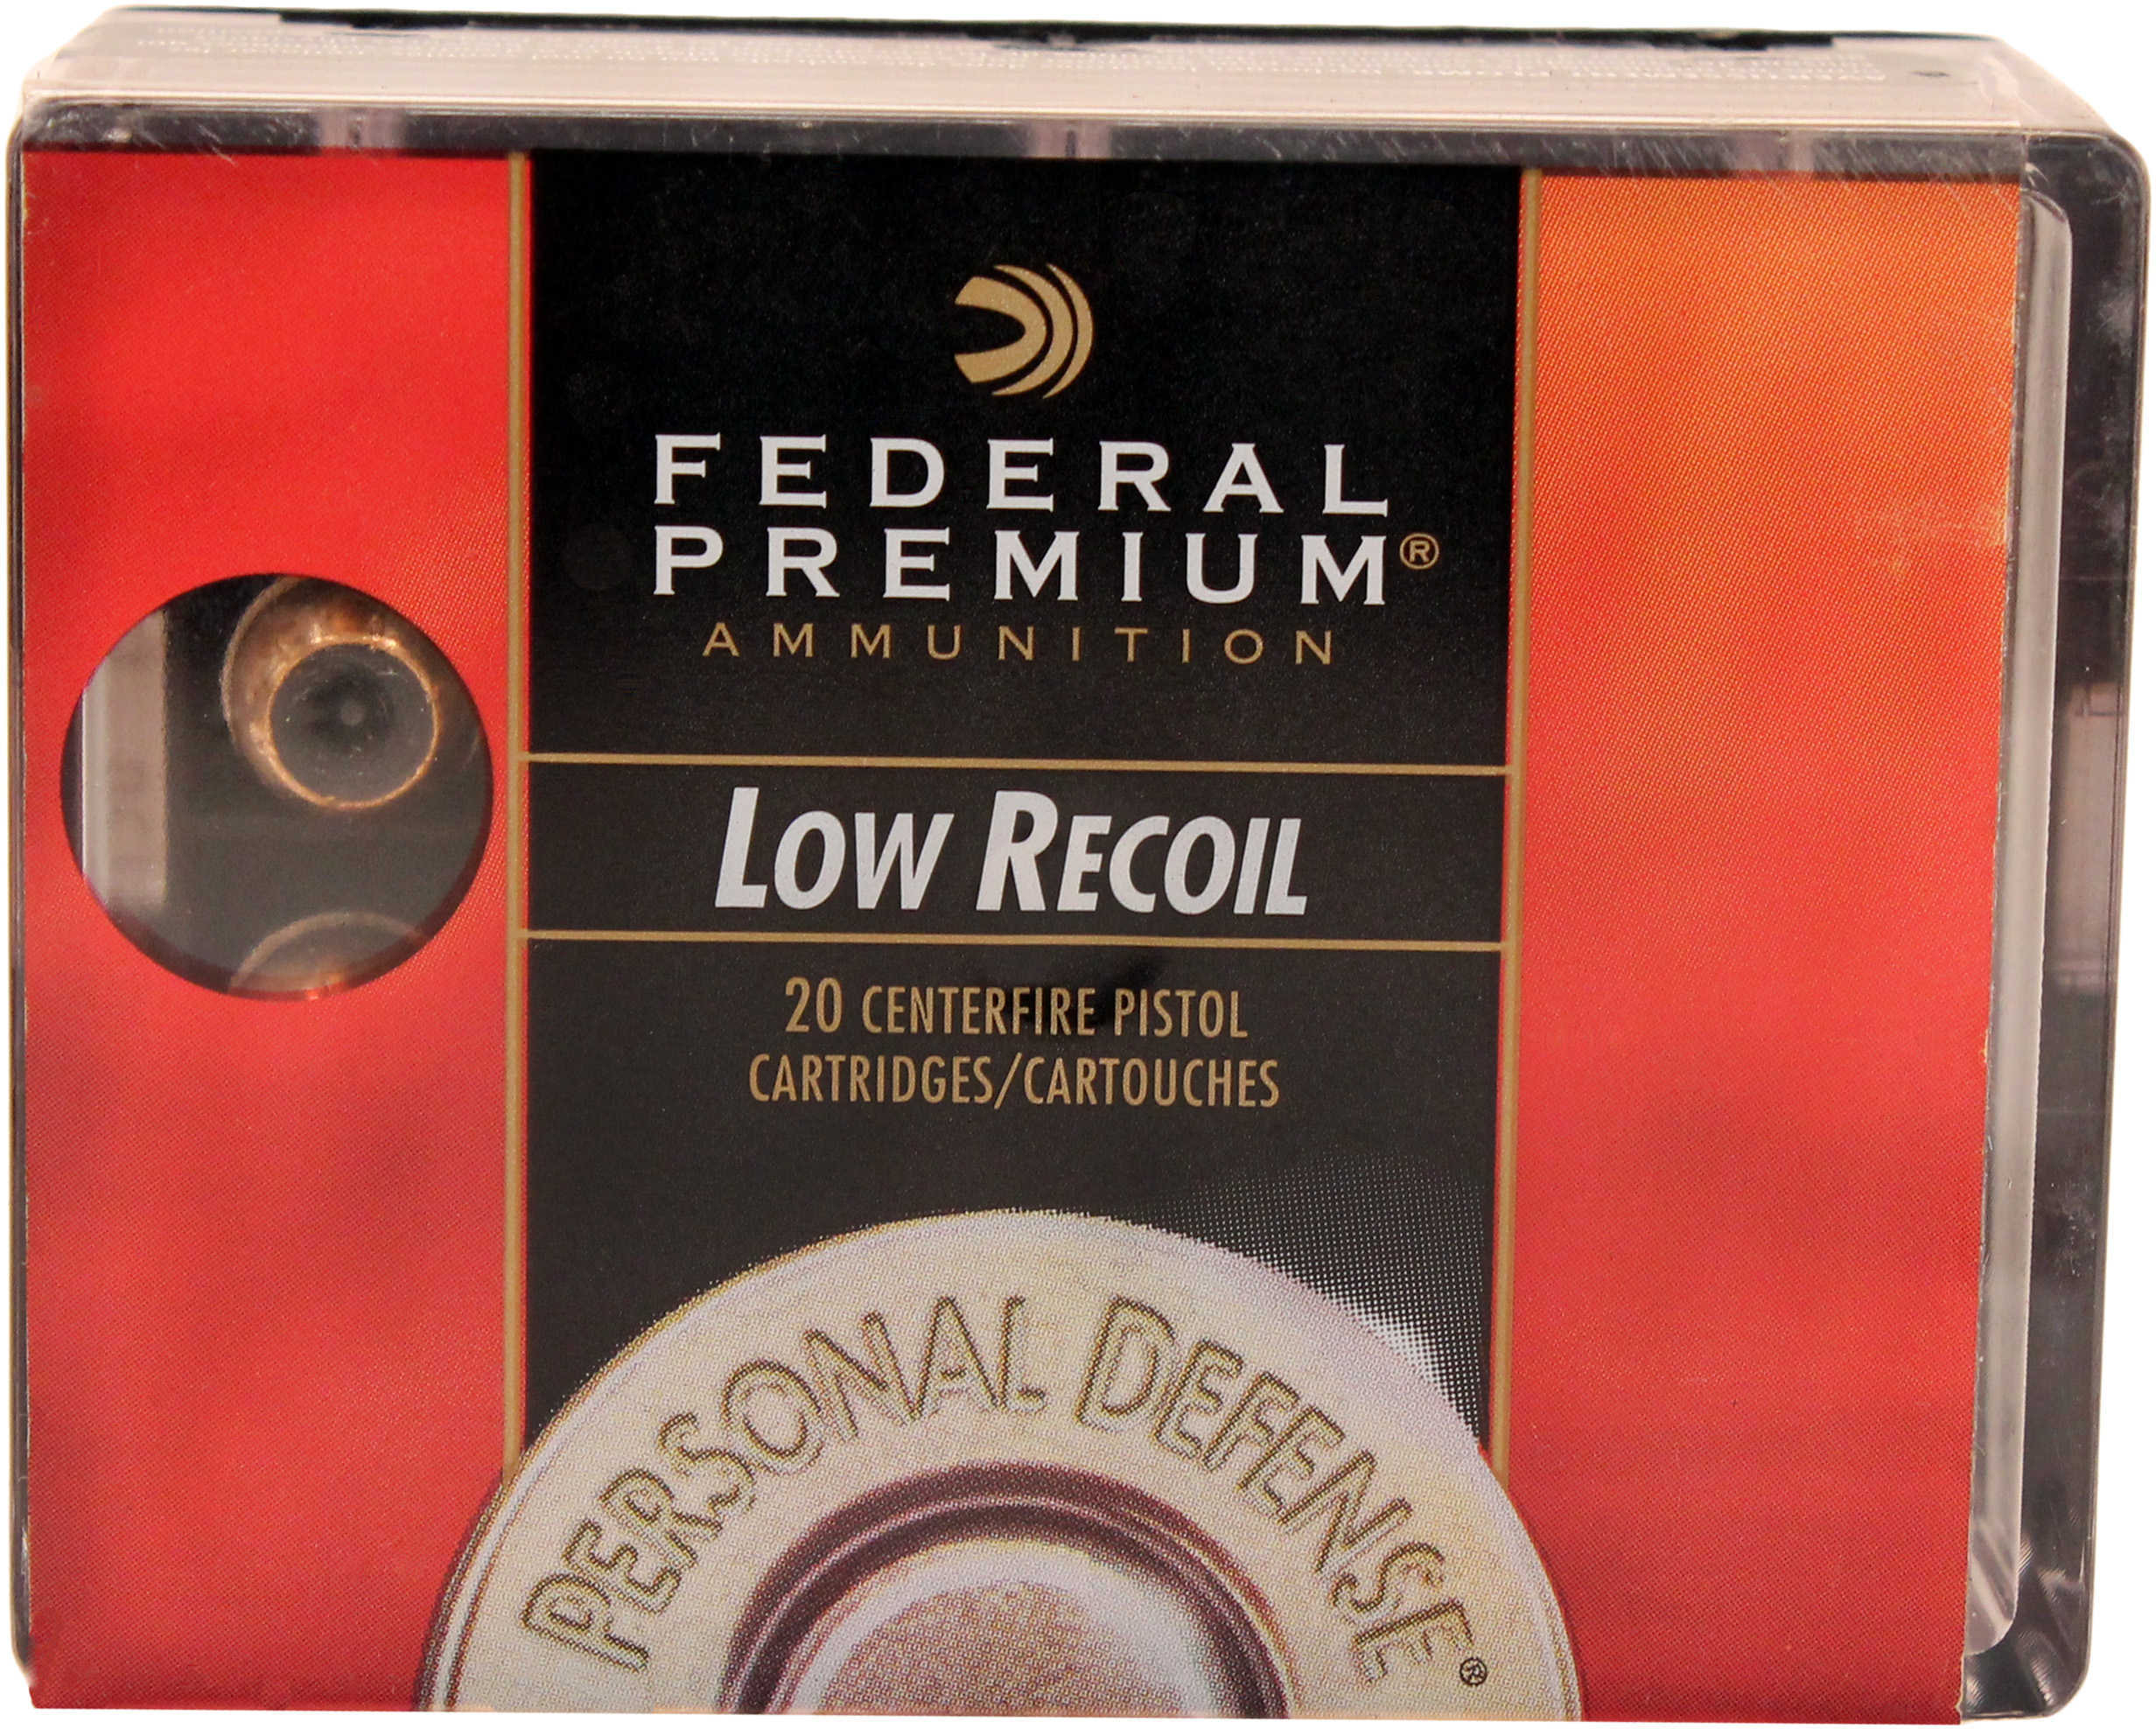 FEDERAL
PREMIUM®
AMMUNITION
LOW RECOIL
20 CENTERFIRE PISTOL
CARTRIDGES/CARTOUCHES
PERSONAL DEFENSE®